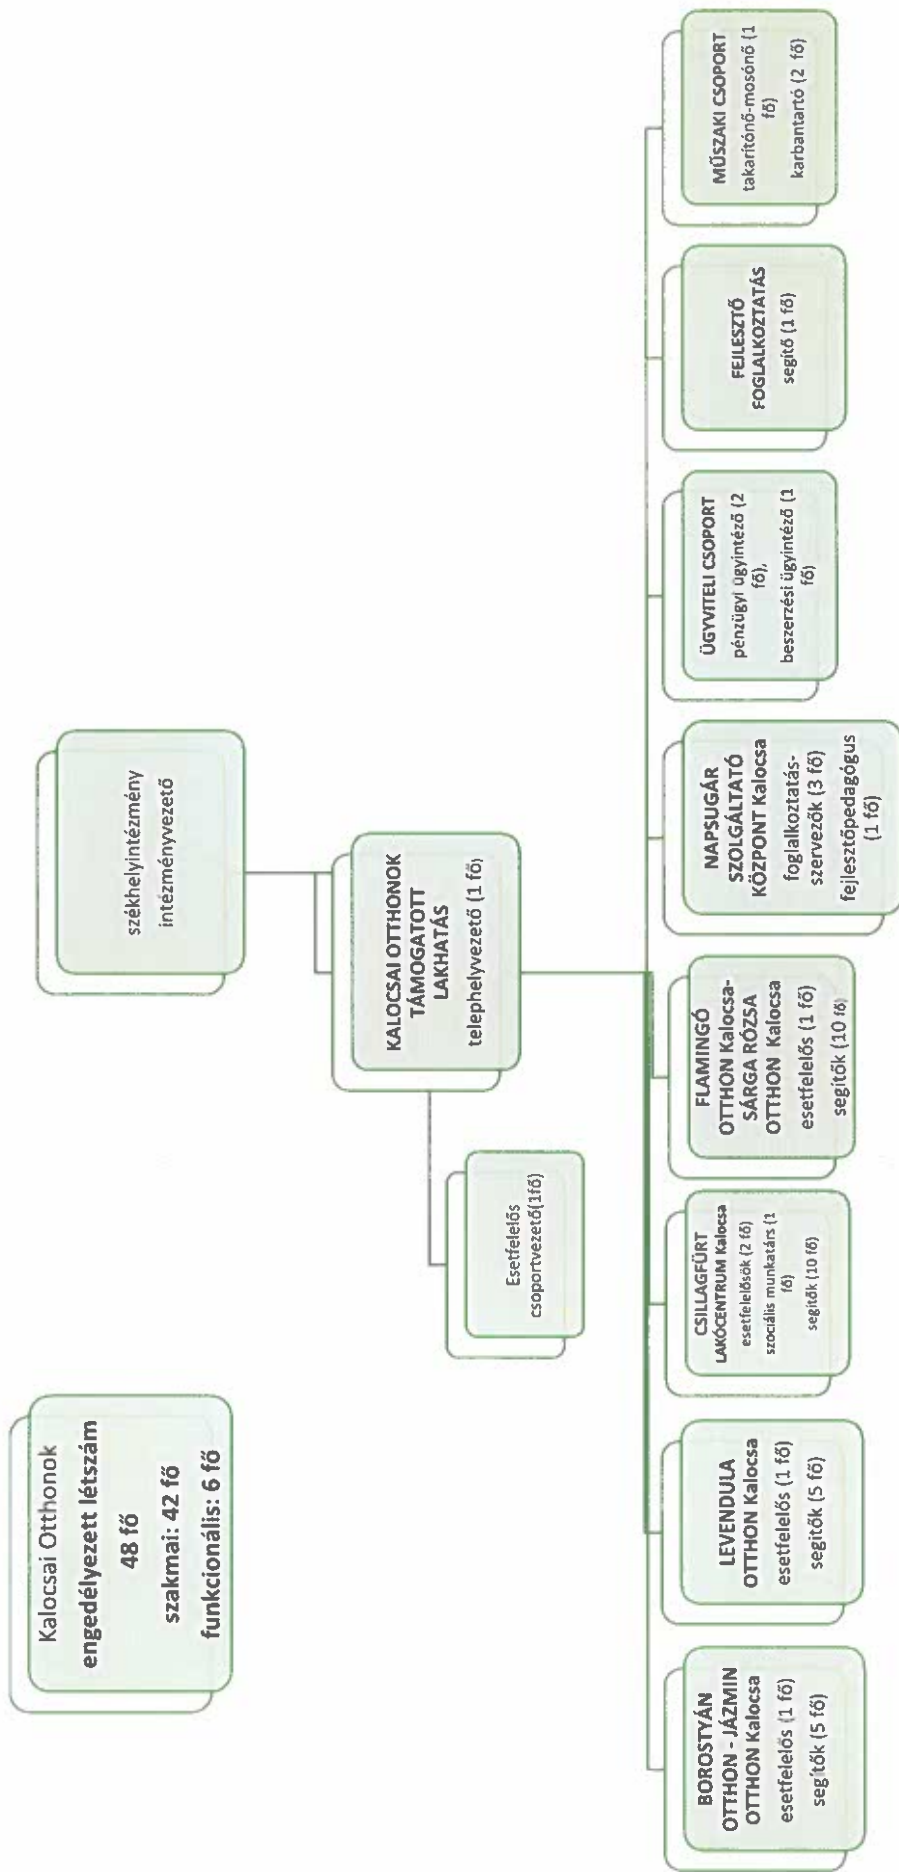 Kalocsai Otthonok
engedélyezett létszám
48 fő
szakmai: 42 fő
funkcionális: 6 fő
székhelyintézmény
intézményvezető
KALOCSAI OTTHONOK
TÁMOGATOTT
LAKHATÁS
telephelyvezető (1 fő)
Esetfelelős
csoportvezető(1fő)
BOROSTYÁN
OTTHON - JÁZMIN
OTTHON Kalocsa
esetfelelős (1 fő)
segítők (5 fő)
LEVENDULA
OTTHON Kalocsa
esetfelelős (1 fő)
segítők (5 fő)
CSILLAGFÜRT
LAKÓCENTRUM Kalocsa
esetfelelősök (2 fő)
szociális munkatárs (1
fő)
segítők (10 fő)
FLAMINGÓ
OTTHON Kalocsa-
SÁRGA RÓZSA
OTTHON Kalocsa
esetfelelős (1 fő)
segítők (10 fő)
NAPSUGÁR
SZOLGÁLTATÓ
KÖZPONT Kalocsa
foglalkoztatás-
szervezők (3 fő)
fejlesztőpedagógus
(1 fő)
ÜGYVITELI CSOPORT
pénzügyi ügyintéző (2
fő),
beszerzési ügyintéző (1
fő)
FEJLESZTŐ
FOGLALKOZTATÁS
segítő (1 fő)
MŰSZAKI CSOPORT
takarítónő-mosónő (1
fő)
karbantartó (2 fő)